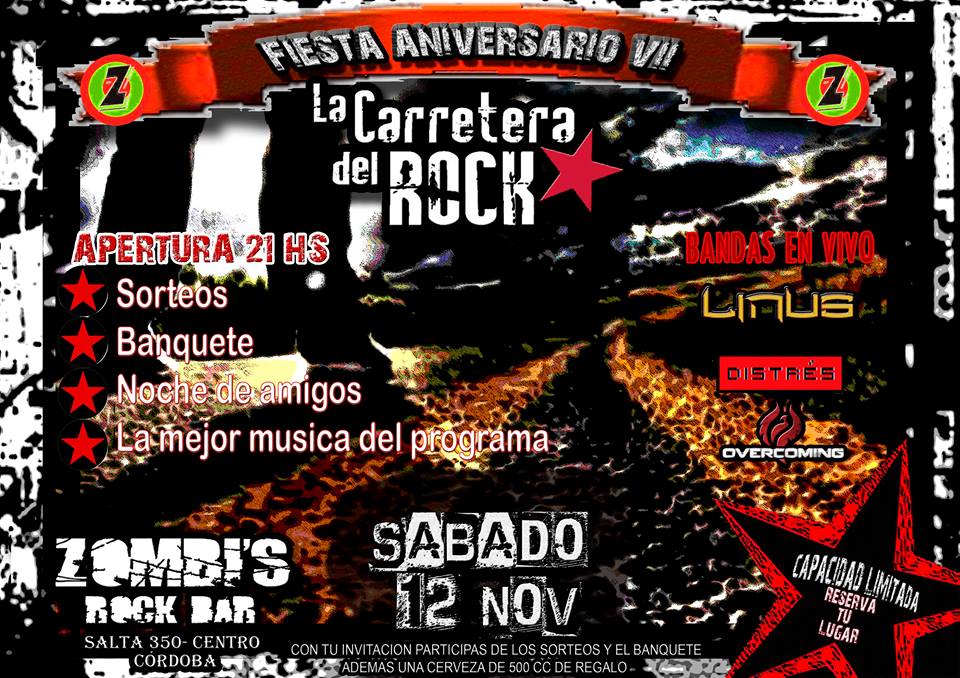 FIESTA ANIVERSARIO VII
Z
Z
La Carretera
del ROCK
APERTURA 21 HS
Sorteos
Banquete
Noche de amigos
La mejor musica del programa
BANDAS EN VIVO
LINUS
DISTRÉS
OVERCOMING
ZOMBI'S
ROCK BAR
SALTA 350- CENTRO
CÓRDOBA
SABADO
12 NOV
CAPACIDAD LIMITADA
RESERVA
TU
LUGAR
CON TU INVITACION PARTICIPAS DE LOS SORTEOS Y EL BANQUETE
ADEMAS UNA CERVEZA DE 500 CC DE REGALO